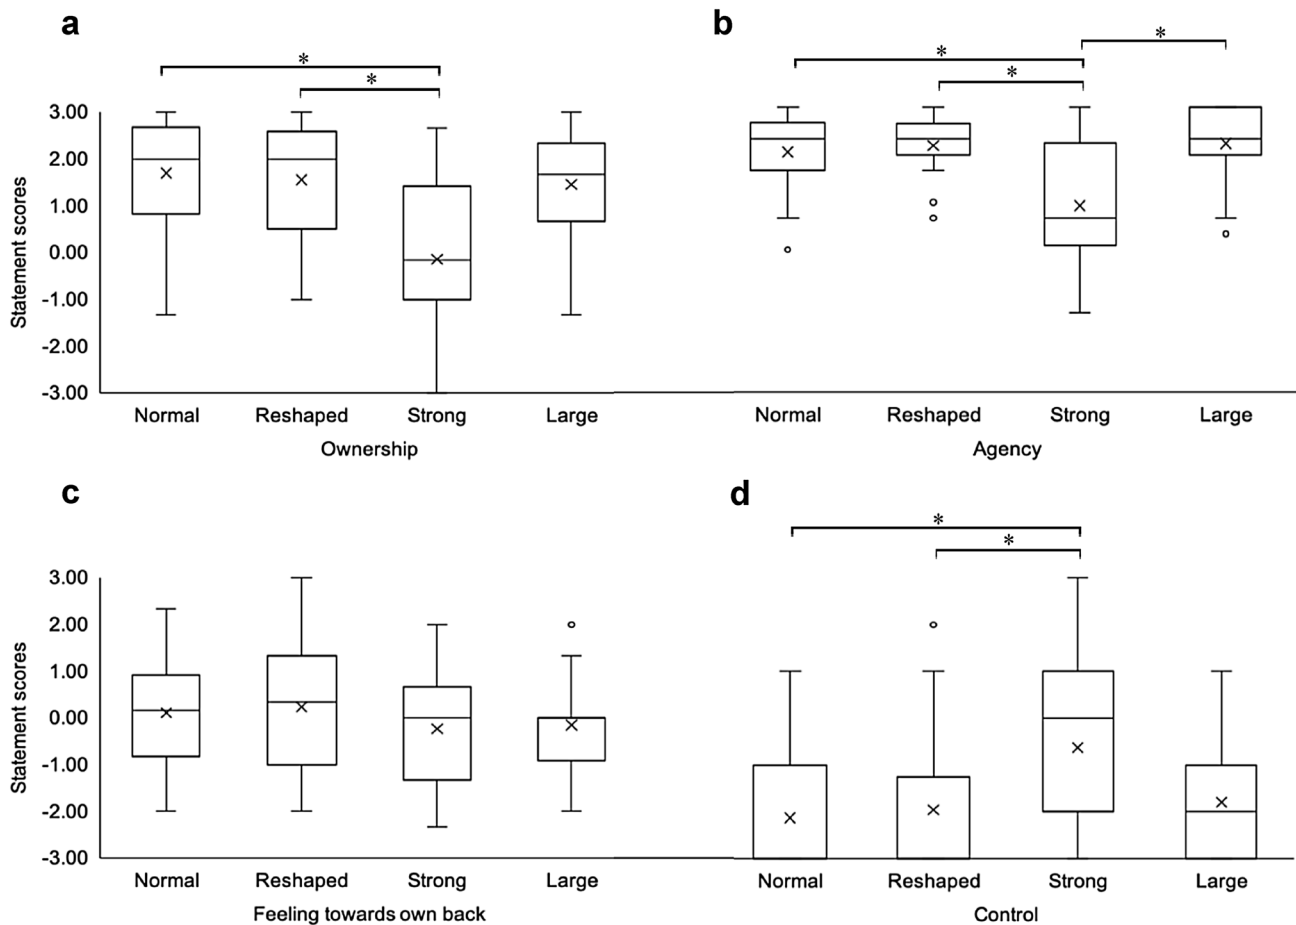 a
b
*
*
*
*
*
3.00
2.00
1.00
0.00
-1.00
-2.00
-3.00
Statement scores
Normal
Reshaped
Strong
Large
Normal
Reshaped
Strong
Large
Ownership
Agency
c
d
*
*
3.00
2.00
1.00
0.00
-1.00
-2.00
-3.00
Statement scores
Normal
Reshaped
Strong
Large
Normal
Reshaped
Strong
Large
Feeling towards own back
Control